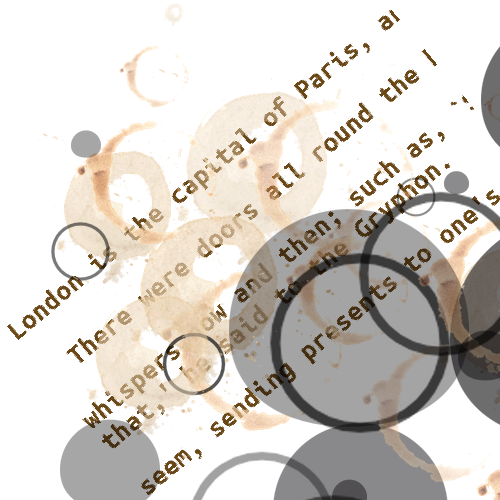 London is the capital of Paris,
There were doors all round the
whispers now and then; such as,
that,' he said to the Gryphon.
seem, sending presents to one's